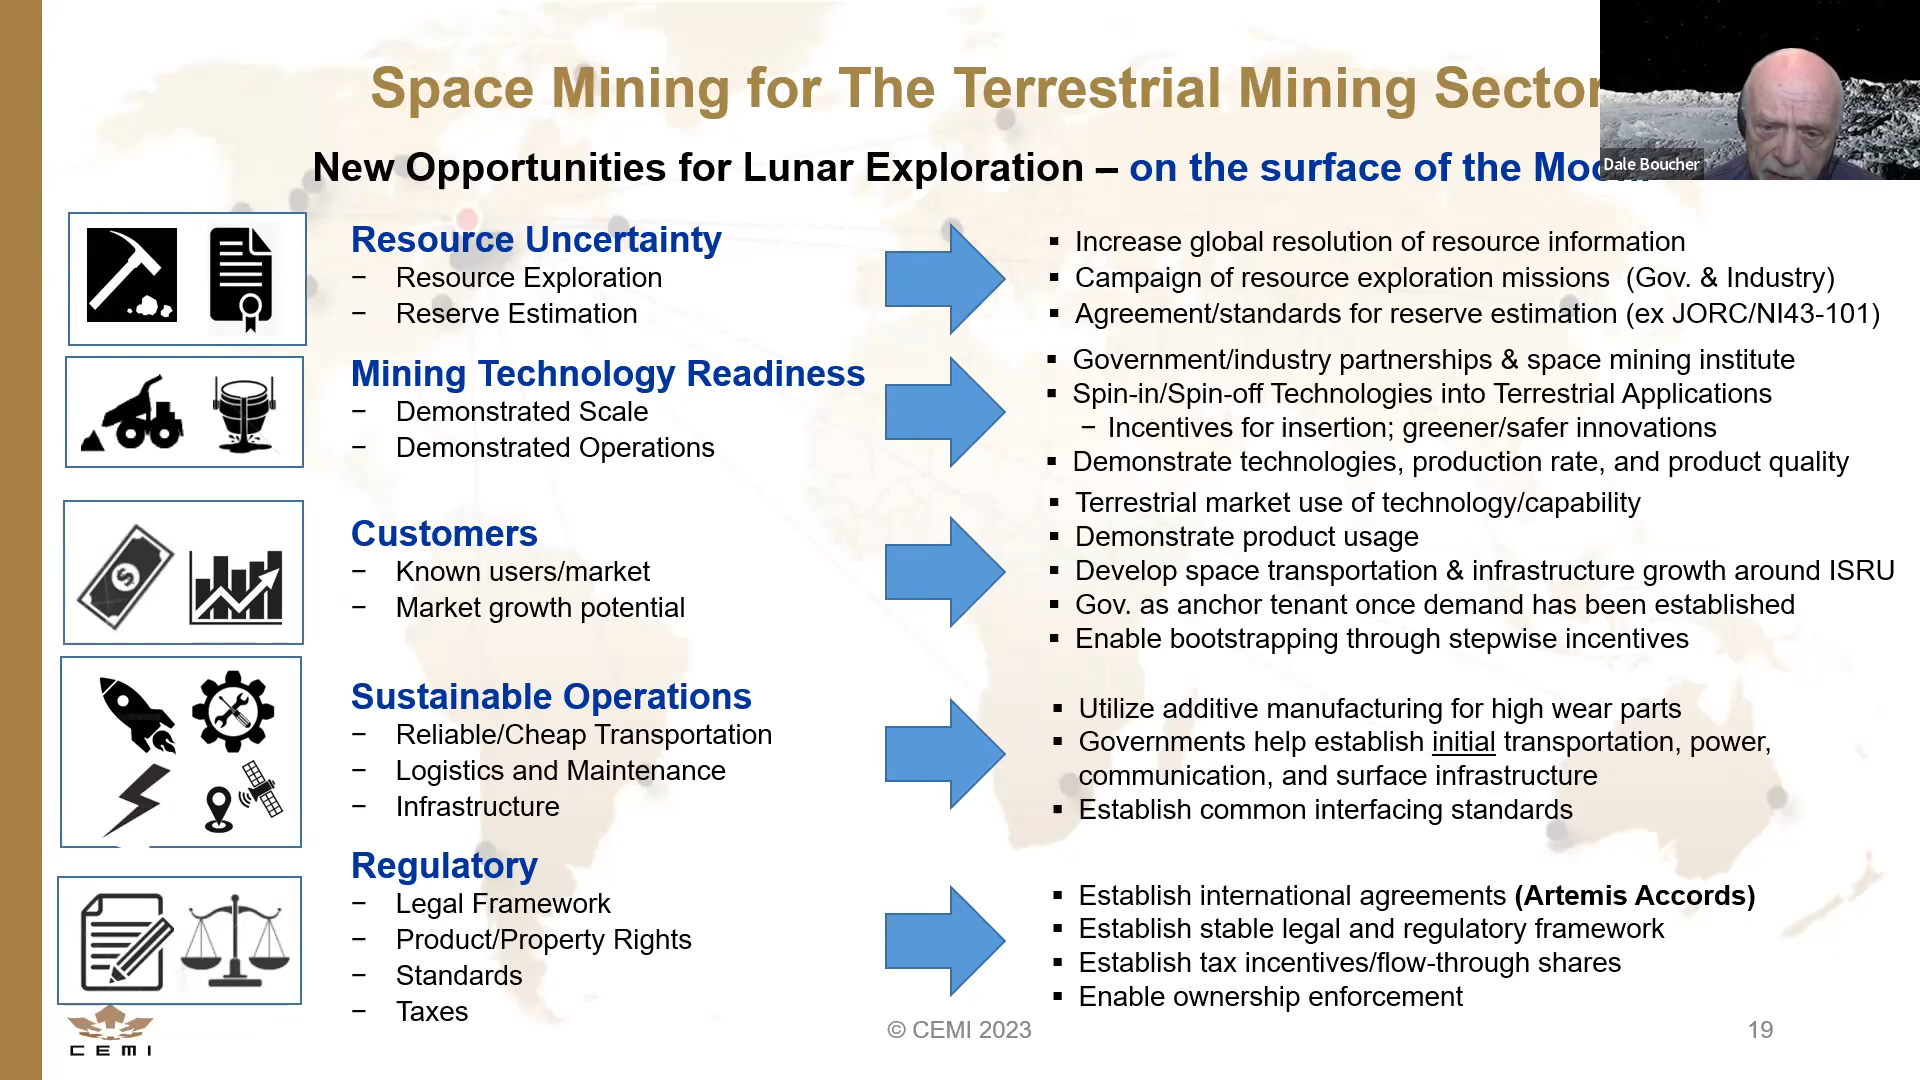 Space Mining for The Terrestrial Mining Sector
New Opportunities for Lunar Exploration – on the surface of the
Dale Boucher
Resource Uncertainty
− Resource Exploration
− Reserve Estimation
▪ Increase global resolution of resource information
▪ Campaign of resource exploration missions (Gov. & Industry)
▪ Agreement/standards for reserve estimation (ex JORC/NI43-101)
Mining Technology Readiness
− Demonstrated Scale
− Demonstrated Operations
▪ Government/industry partnerships & space mining institute
▪ Spin-in/Spin-off Technologies into Terrestrial Applications
− Incentives for insertion; greener/safer innovations
▪ Demonstrate technologies, production rate, and product quality
Customers
− Known users/market
− Market growth potential
▪ Terrestrial market use of technology/capability
▪ Demonstrate product usage
▪ Develop space transportation & infrastructure growth around ISRU
▪ Gov. as anchor tenant once demand has been established
▪ Enable bootstrapping through stepwise incentives
Sustainable Operations
− Reliable/Cheap Transportation
− Logistics and Maintenance
− Infrastructure
▪ Utilize additive manufacturing for high wear parts
▪ Governments help establish initial transportation, power,
communication, and surface infrastructure
▪ Establish common interfacing standards
Regulatory
− Legal Framework
− Product/Property Rights
− Standards
− Taxes
▪ Establish international agreements (Artemis Accords)
▪ Establish stable legal and regulatory framework
▪ Establish tax incentives/flow-through shares
▪ Enable ownership enforcement
CEMI
© CEMI 2023
19